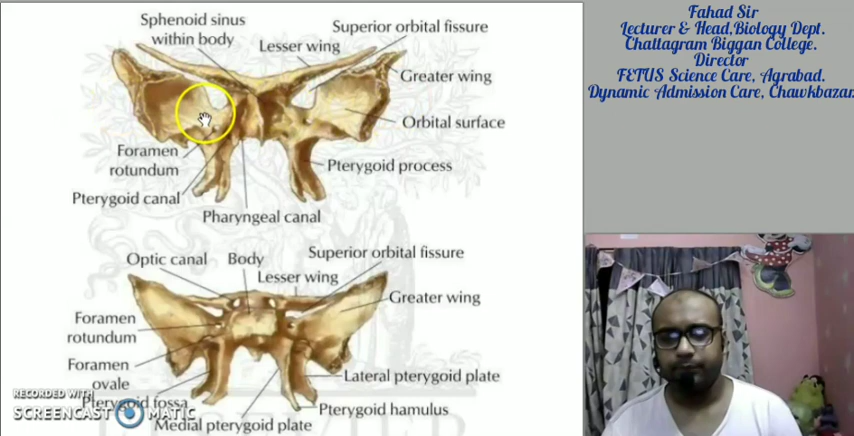 Sphenoid sinus
within body
Superior orbital fissure
Lesser wing
Greater wing
Orbital surface
Foramen
rotundum
Pterygoid process
Pterygoid canal
Pharyngeal canal
Optic canal
Body
Superior orbital fissure
Lesser wing
Greater wing
Foramen
rotundum
Foramen
ovale
Lateral pterygoid plate
Pterygoid fossa
Pterygoid hamulus
Medial pterygoid plate
RECORDED WITH
SCREENCAST MATIC
Fahad Sir
Lecturer & Head,Biology Dept.
Chattagram Biggan College.
Director
FETUS Science Care, Agrabad.
Dynamic Admission Care, Chawkbazar.